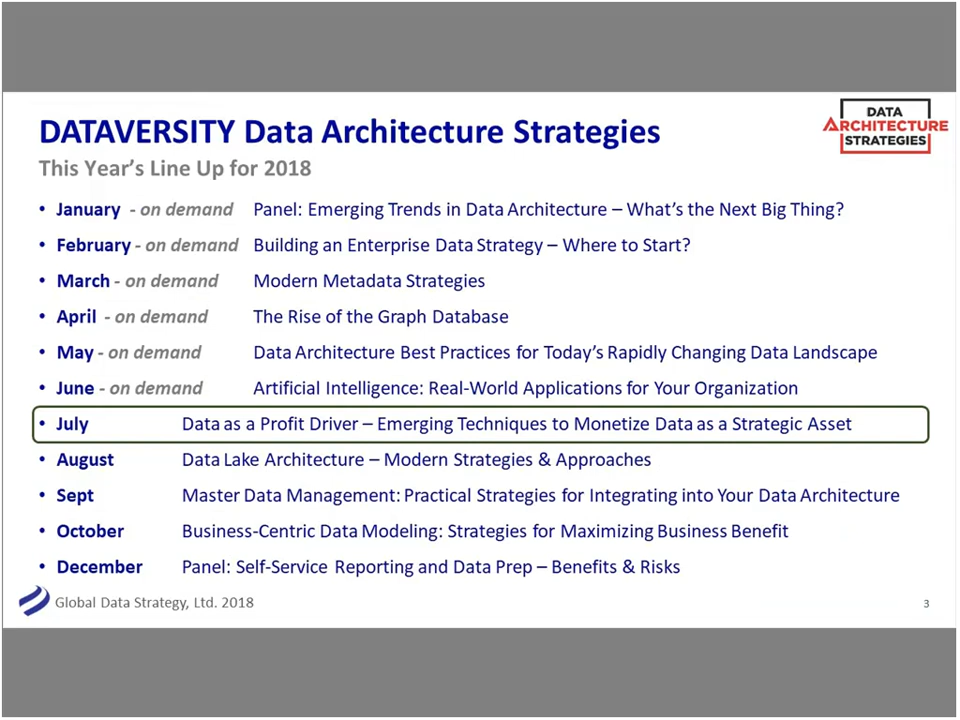 DATAVERSITY Data Architecture Strategies
DATA
ARCHITECTURE
STRATEGIES
This Year's Line Up for 2018
• January - on demand Panel: Emerging Trends in Data Architecture – What's the Next Big Thing?
• February - on demand Building an Enterprise Data Strategy – Where to Start?
• March - on demand Modern Metadata Strategies
• April - on demand The Rise of the Graph Database
• May - on demand Data Architecture Best Practices for Today's Rapidly Changing Data Landscape
• June - on demand Artificial Intelligence: Real-World Applications for Your Organization
• July Data as a Profit Driver – Emerging Techniques to Monetize Data as a Strategic Asset
• August Data Lake Architecture – Modern Strategies & Approaches
• Sept Master Data Management: Practical Strategies for Integrating into Your Data Architecture
• October Business-Centric Data Modeling: Strategies for Maximizing Business Benefit
• December Panel: Self-Service Reporting and Data Prep – Benefits & Risks
Global Data Strategy, Ltd. 2018
3